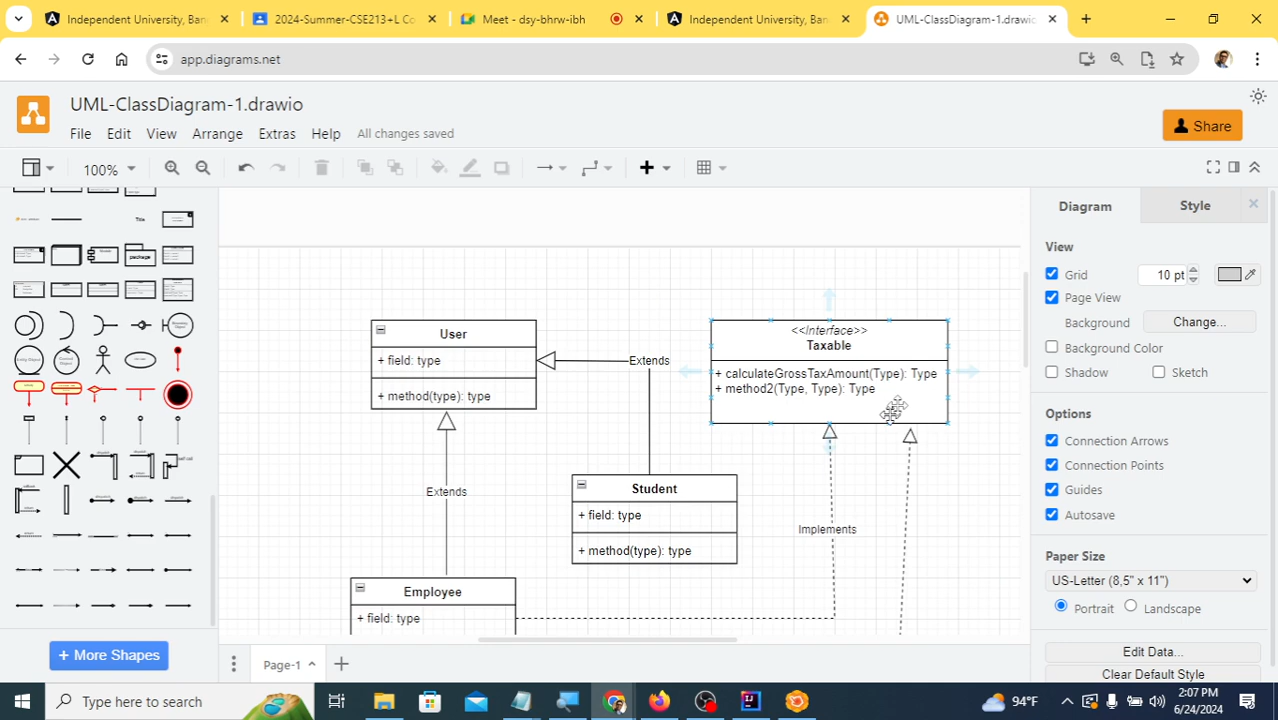 Independent University, Ban
2024-Summer-CSE213+L Co
Meet - dsy-bhrw-ibh
Independent University, Ban
UML-ClassDiagram-1.drawio
app.diagrams.net
UML-ClassDiagram-1.drawio
File Edit View Arrange Extras Help All changes saved
Share
100%
Title
package
Diagram
Style
View
Grid
10 pt
Page View
Background
Change...
Background Color
Shadow
Sketch
Options
Connection Arrows
Connection Points
Guides
Autosave
Paper Size
US-Letter (8,5" x 11")
Portrait
Landscape
Edit Data...
Clear Default Style
User
+ field: type
+ method(type): type
Extends
<<Interface>>
Taxable
+ calculateGrossTaxAmount(Type): Type
+ method2(Type, Type): Type
Extends
Student
+ field: type
+ method(type): type
Implements
Employee
+ field: type
+ More Shapes
Page-1
Type here to search
94°F
2:07 PM
6/24/2024